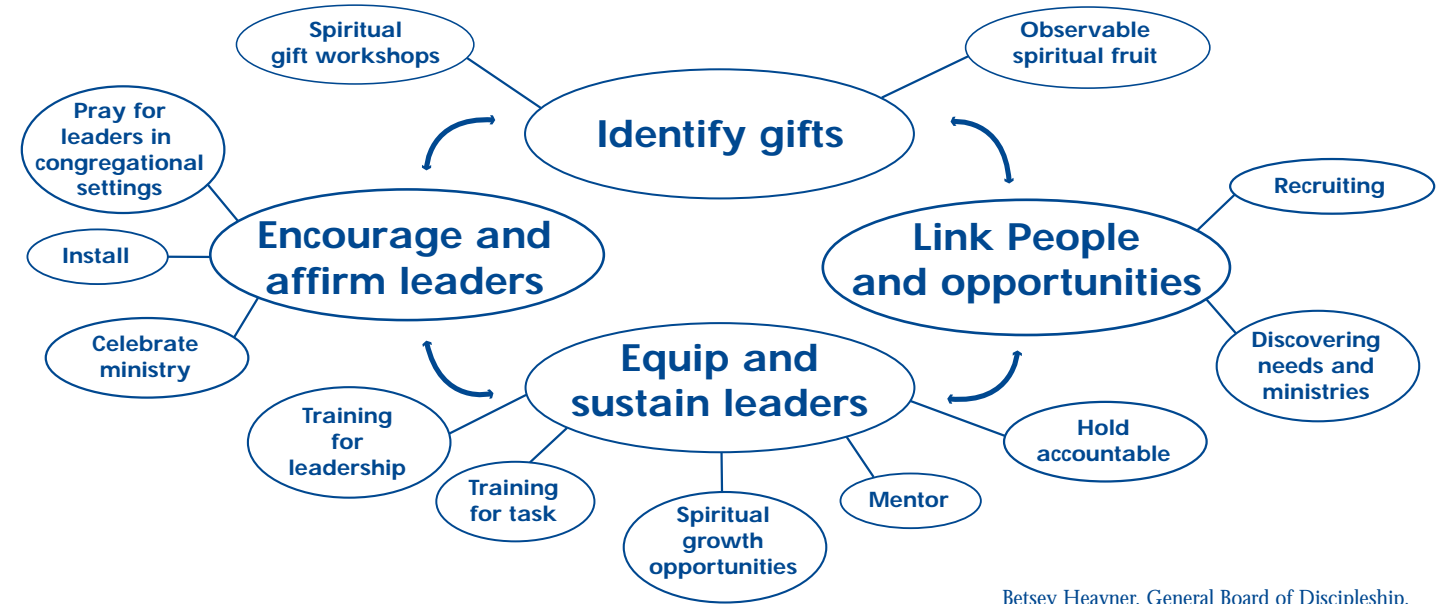 Spiritual
gift workshops
Observable
spiritual fruit
Identify gifts
Pray for
leaders in
congregational
settings
Install
Celebrate
ministry
Encourage and
affirm leaders
Link People
and opportunities
Recruiting
Discovering
needs and
ministries
Equip and
sustain leaders
Training
for
leadership
Training
for task
Spiritual
growth
opportunities
Mentor
Hold
accountable
Betsey Heavner, General Board of Discipleship.